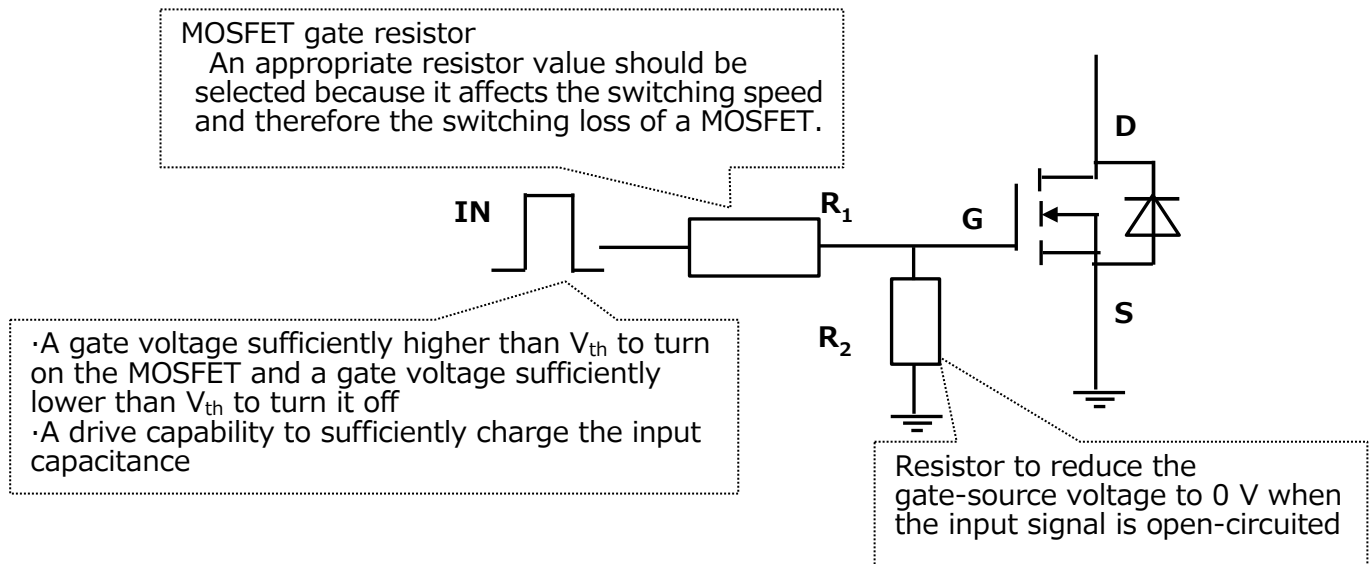 MOSFET gate resistor
An appropriate resistor value should be
selected because it affects the switching speed
and therefore the switching loss of a MOSFET.
D
IN
R₁
G
S
R₂
·A gate voltage sufficiently higher than Vₜₕ to turn
on the MOSFET and a gate voltage sufficiently
lower than Vₜₕ to turn it off
·A drive capability to sufficiently charge the input
capacitance
Resistor to reduce the
gate-source voltage to 0 V when
the input signal is open-circuited